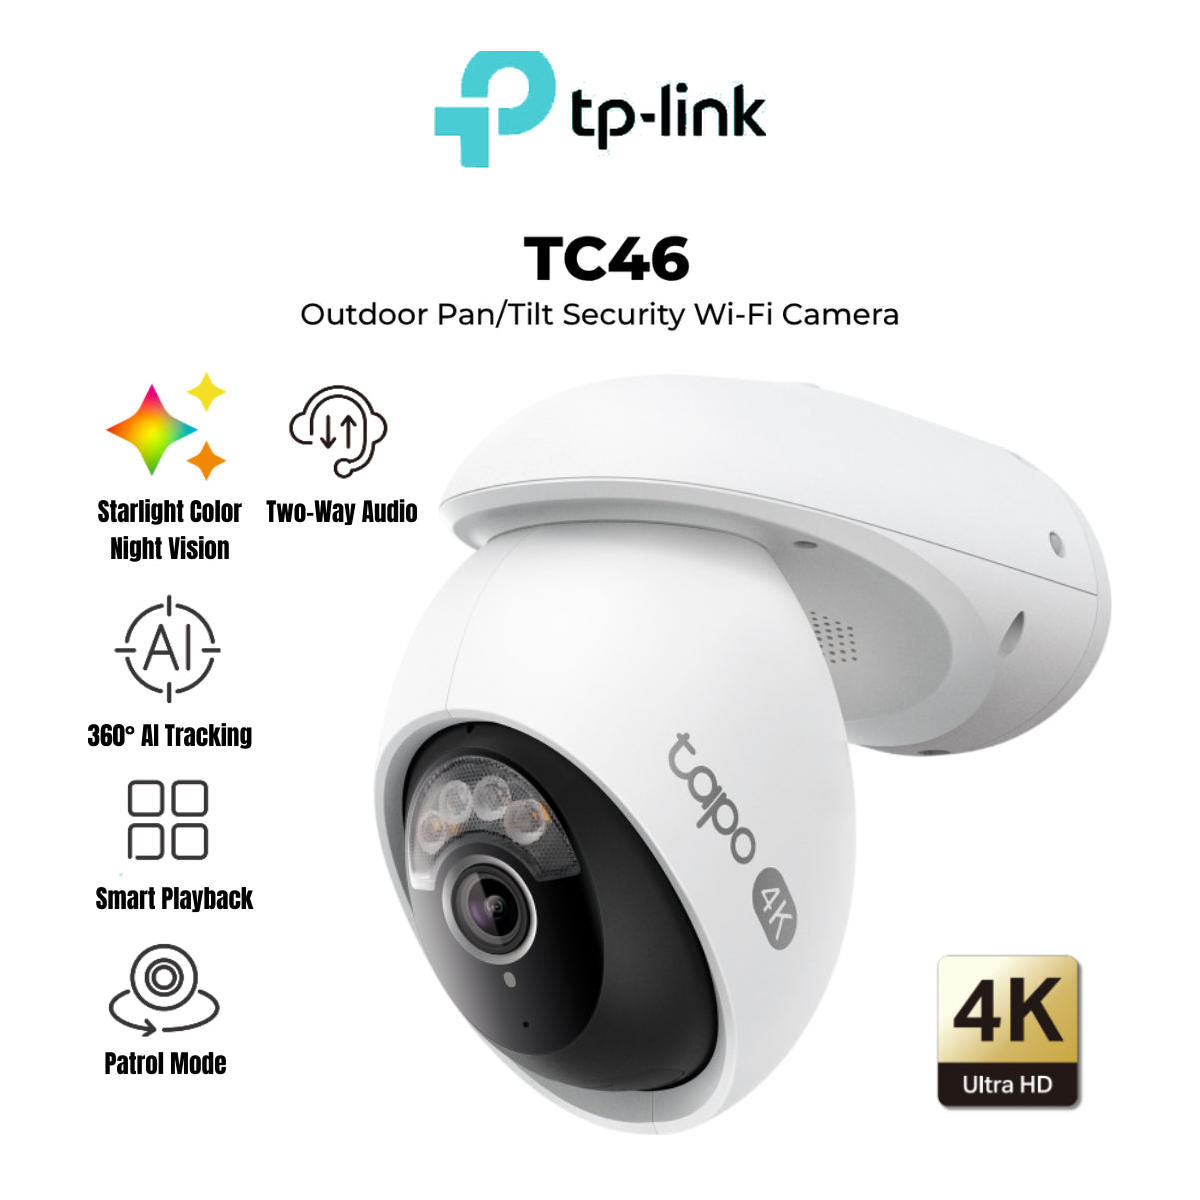 tp-link
TC46
Outdoor Pan/Tilt Security Wi-Fi Camera
Starlight Color
Night Vision
Two-Way Audio
AI
360° AI Tracking
Smart Playback
Patrol Mode
tapo 4K
4K
Ultra HD